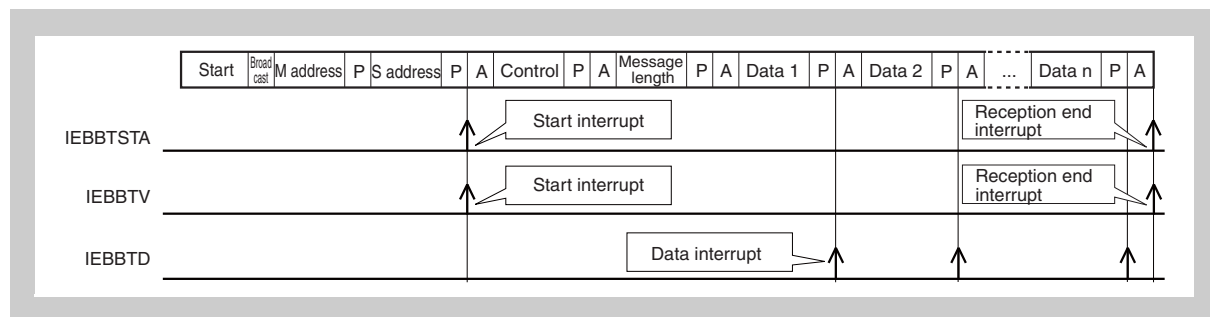 Start Broad cast M address P S address P A Control P A Message length P A Data 1 P A Data 2 P A ... Data n P A
IEBBTSTA
Start interrupt
Reception end
interrupt
IEBBTV
Start interrupt
Reception end
interrupt
IEBBTD
Data interrupt